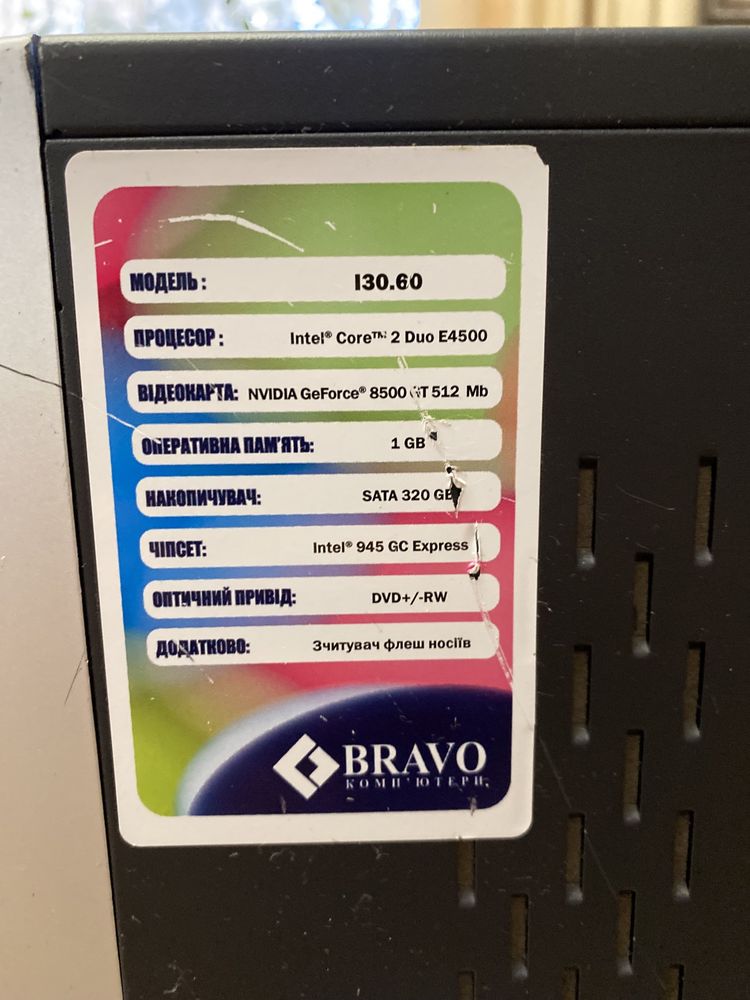 МОДЕЛЬ: I30.60
ПРОЦЕСОР: Intel® Core™ 2 Duo E4500
ВІДЕОКАРТА: NVIDIA GeForce® 8500 GT 512 Mb
ОПЕРАТИВНА ПАМ'ЯТЬ: 1 GB
НАКОПИЧУВАЧ: SATA 320 GB
ЧІПСЕТ: Intel® 945 GC Express
ОПТИЧНИЙ ПРИВІД: DVD+/-RW
ДОДАТКОВО: Зчитувач флеш носіїв
BRAVO
КОМП'ЮТЕРИ